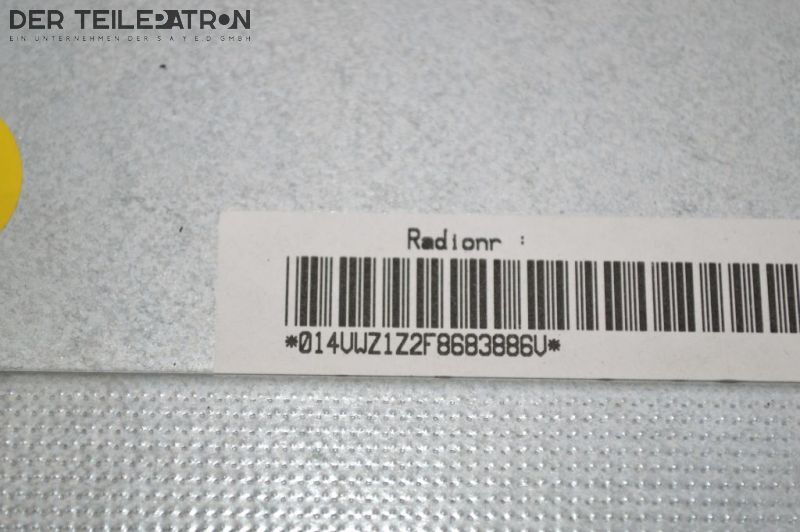 DER TEILEPATRON
EIN UNTERNEHMEN DER S A Y E D GMBH
Radionr :
*014VWZ1Z2F8683886V*